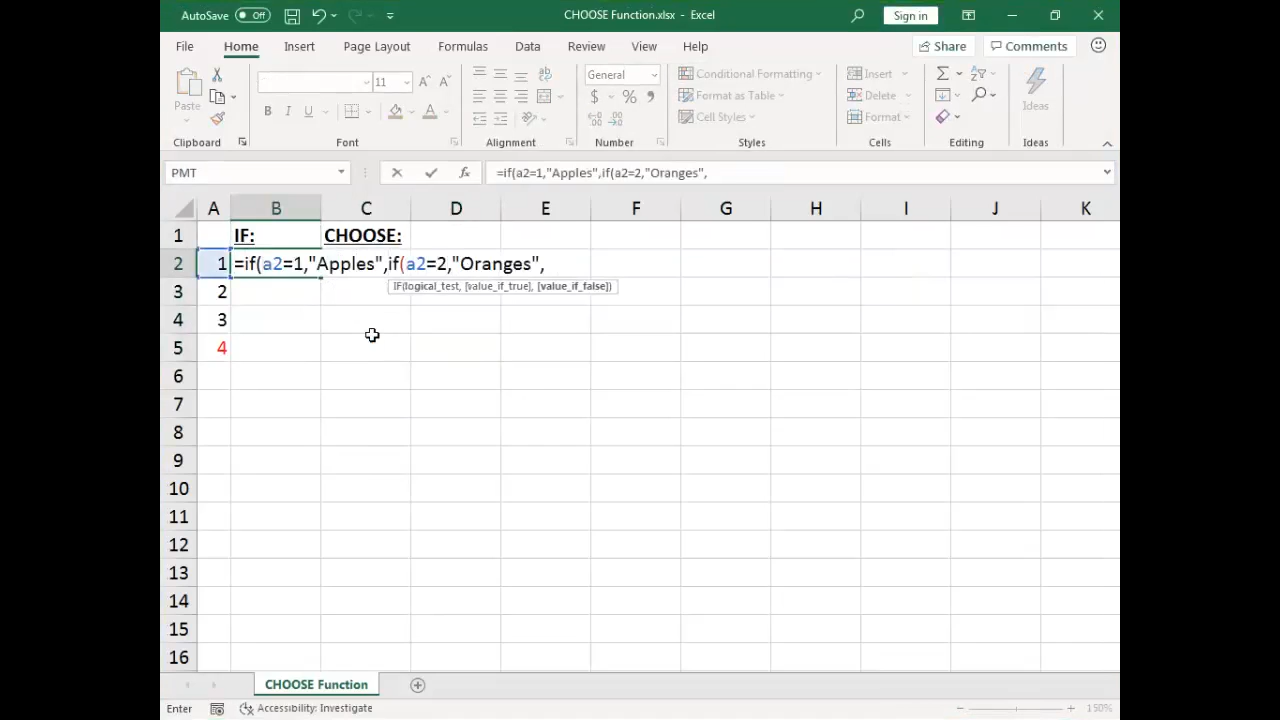 AutoSave Off CHOOSE Function.xlsx - Excel Sign in
File Home Insert Page Layout Formulas Data Review View Help Share Comments
Paste 11 A A General Conditional Formatting Insert
B I U A $ % Format as Table Delete Ideas
Cell Styles Format
Clipboard Font Alignment Number Styles Cells Editing Ideas
PMT fx =if(a2=1,"Apples",if(a2=2,"Oranges",
A B C D E F G H I J K
1 IF: CHOOSE:
2 1 =if(a2=1,"Apples",if(a2=2,"Oranges",
IF(logical_test, [value_if_true], [value_if_false])
3 2
4 3
5 4
6
7
8
9
10
11
12
13
14
15
16
CHOOSE Function
Enter Accessibility: Investigate 150%